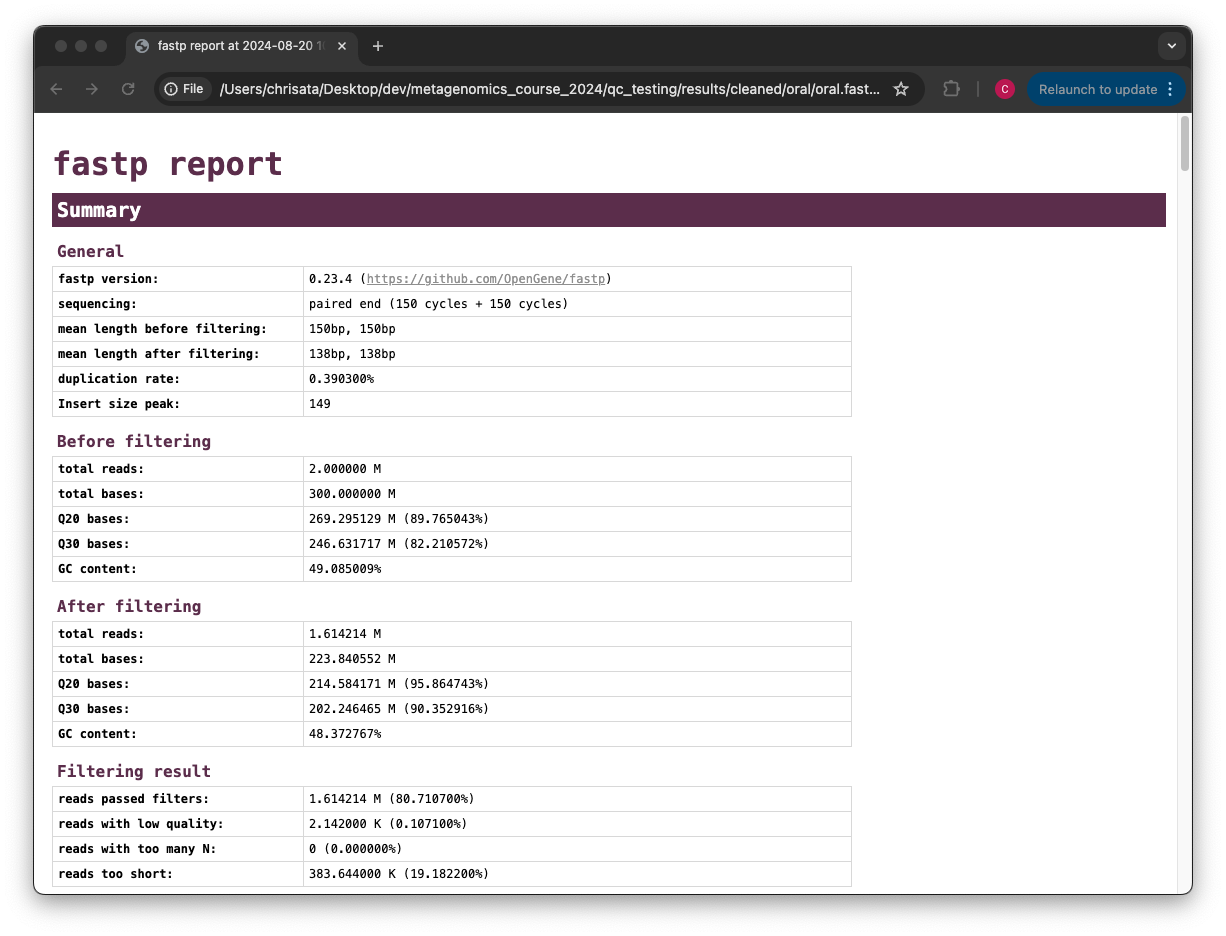 fastp report at 2024-08-20
File /Users/chrisata/Desktop/dev/metagenomics_course_2024/qc_testing/results/cleaned/oral/oral.fast... C Relaunch to update
fastp report
Summary
General
fastp version: 0.23.4 (https://github.com/OpenGene/fastp)
sequencing: paired end (150 cycles + 150 cycles)
mean length before filtering: 150bp, 150bp
mean length after filtering: 138bp, 138bp
duplication rate: 0.390300%
Insert size peak: 149
Before filtering
total reads: 2.000000 M
total bases: 300.000000 M
Q20 bases: 269.295129 M (89.765043%)
Q30 bases: 246.631717 M (82.210572%)
GC content: 49.085009%
After filtering
total reads: 1.614214 M
total bases: 223.840552 M
Q20 bases: 214.584171 M (95.864743%)
Q30 bases: 202.246465 M (90.352916%)
GC content: 48.372767%
Filtering result
reads passed filters: 1.614214 M (80.710700%)
reads with low quality: 2.142000 K (0.107100%)
reads with too many N: 0 (0.000000%)
reads too short: 383.644000 K (19.182200%)